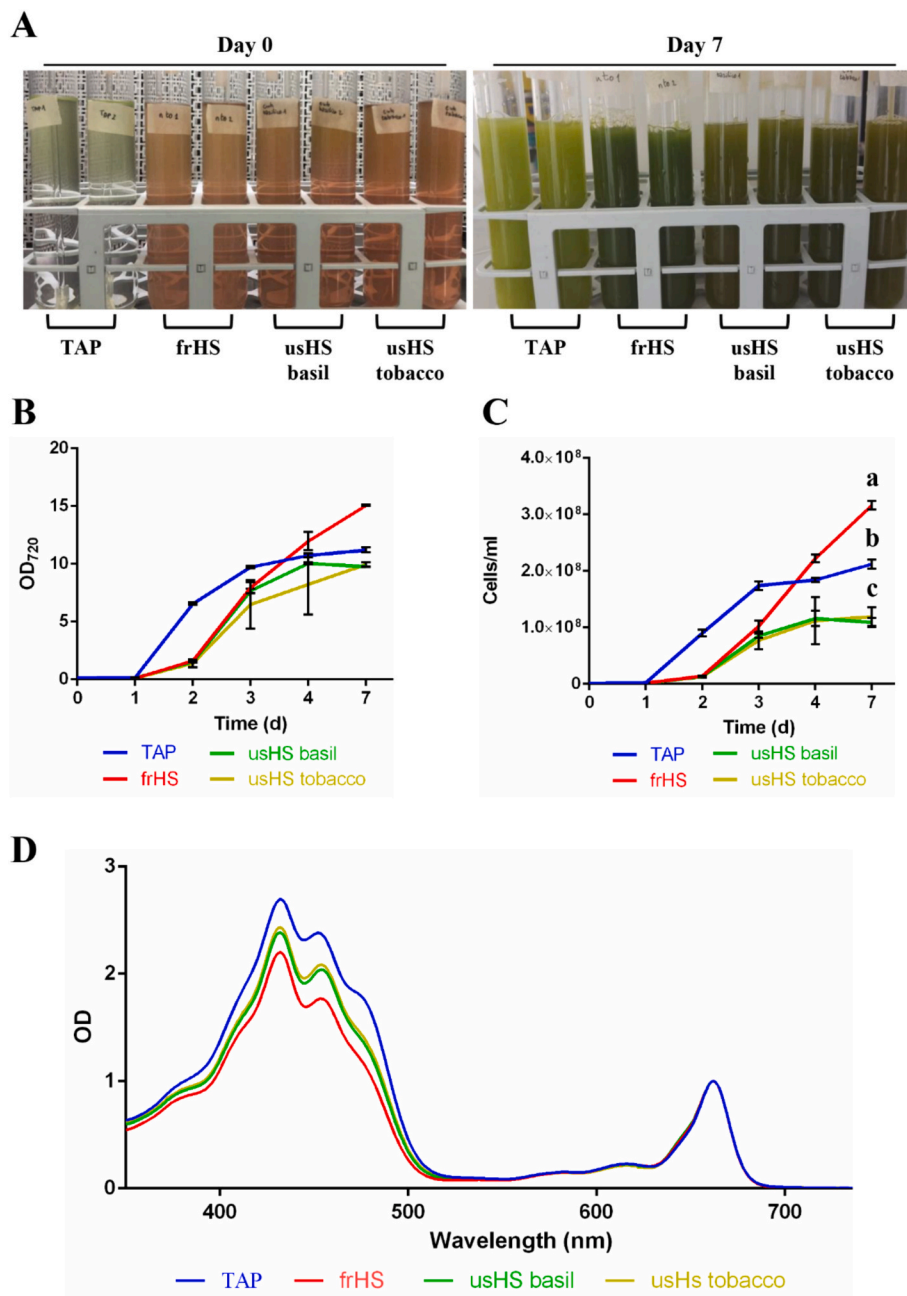 A
Day 0
Day 7
TAP
frHS
usHS
basil
usHS
tobacco
TAP
frHS
usHS
basil
usHS
tobacco
B
20
15
10
5
0
OD720
0 1 2 3 4 7
Time (d)
TAP
usHS basil
frHS
usHS tobacco
C
4.0×10⁸
3.0×10⁸
2.0×10⁸
1.0×10⁸
0
Cells/ml
a
b
c
0 1 2 3 4 7
Time (d)
TAP
usHS basil
frHS
usHS tobacco
D
3
2
1
0
OD
400 500 600 700
Wavelength (nm)
TAP frHS usHS basil usHs tobacco